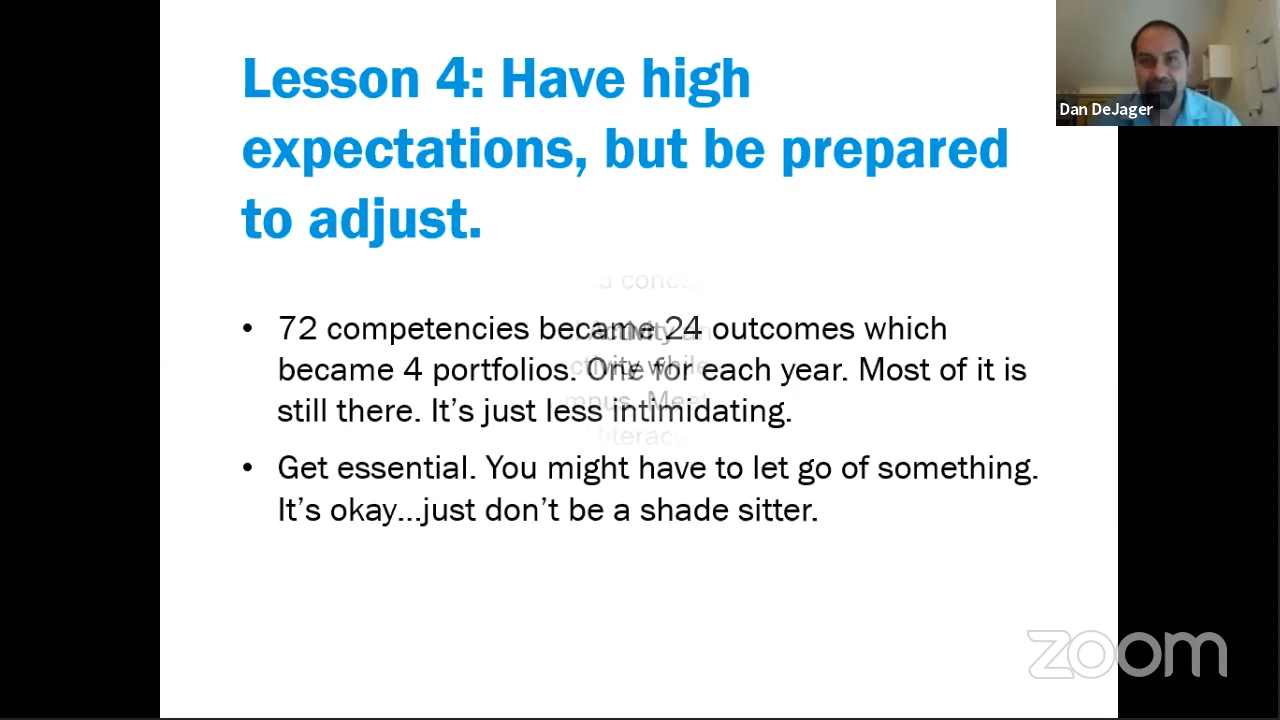 Lesson 4: Have high
expectations, but be prepared
to adjust.
• 72 competencies became 24 outcomes which
became 4 portfolios. One for each year. Most of it is
still there. It’s just less intimidating.
• Get essential. You might have to let go of something.
It’s okay...just don’t be a shade sitter.
Dan DeJager
zoom